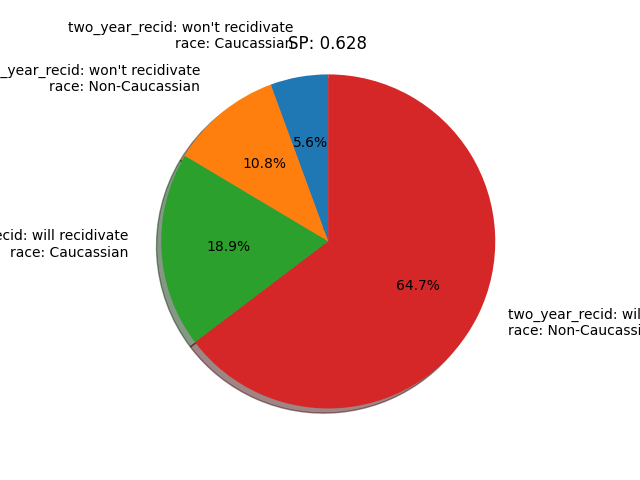 two_year_recid: won't recidivate
race: Caucassian
SP: 0.628
_year_recid: won't recidivate
race: Non-Caucassian
5.6%
10.8%
ecid: will recidivate
race: Caucassian
18.9%
64.7%
two_year_recid: wil
race: Non-Caucassi